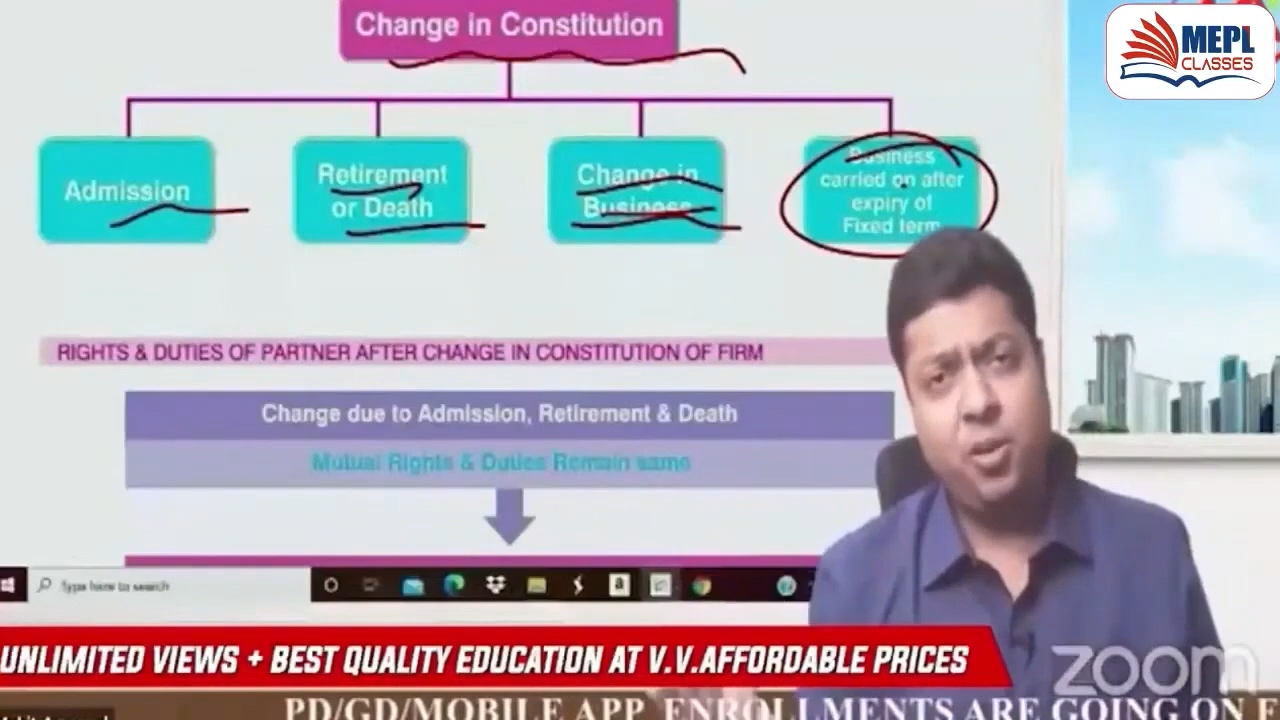 Change in Constitution
MEPL
CLASSES
Admission
Retirement
or Death
Change in
Business
Business
carried on after
expiry of
Fixed term
RIGHTS & DUTIES OF PARTNER AFTER CHANGE IN CONSTITUTION OF FIRM
Change due to Admission, Retirement & Death
Mutual Rights & Duties Remain same
Type here to search
UNLIMITED VIEWS + BEST QUALITY EDUCATION AT V.V.AFFORDABLE PRICES
zoom
PD/GD/MOBILE APP ENROLLMENTS ARE GOING ON